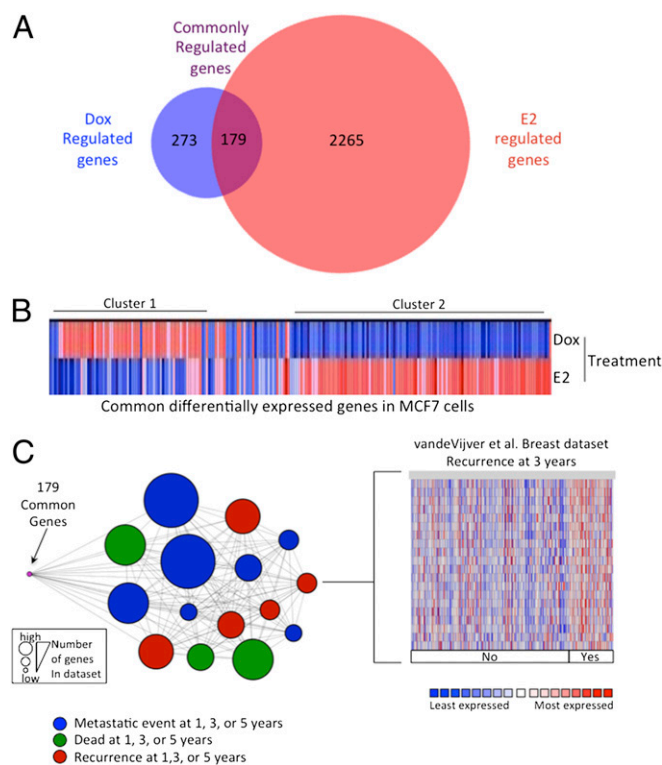 A
Commonly
Regulated
genes
Dox
Regulated
genes
273
179
2265
E2
regulated
genes
B
Cluster 1
Cluster 2
Dox
E2
Treatment
Common differentially expressed genes in MCF7 cells
C
179
Common
Genes
high
low
Number
of genes
In dataset
Metastatic event at 1, 3, or 5 years
Dead at 1, 3, or 5 years
Recurrence at 1,3, or 5 years
vandeVijver et al. Breast dataset
Recurrence at 3 years
No
Yes
Least expressed
Most expressed